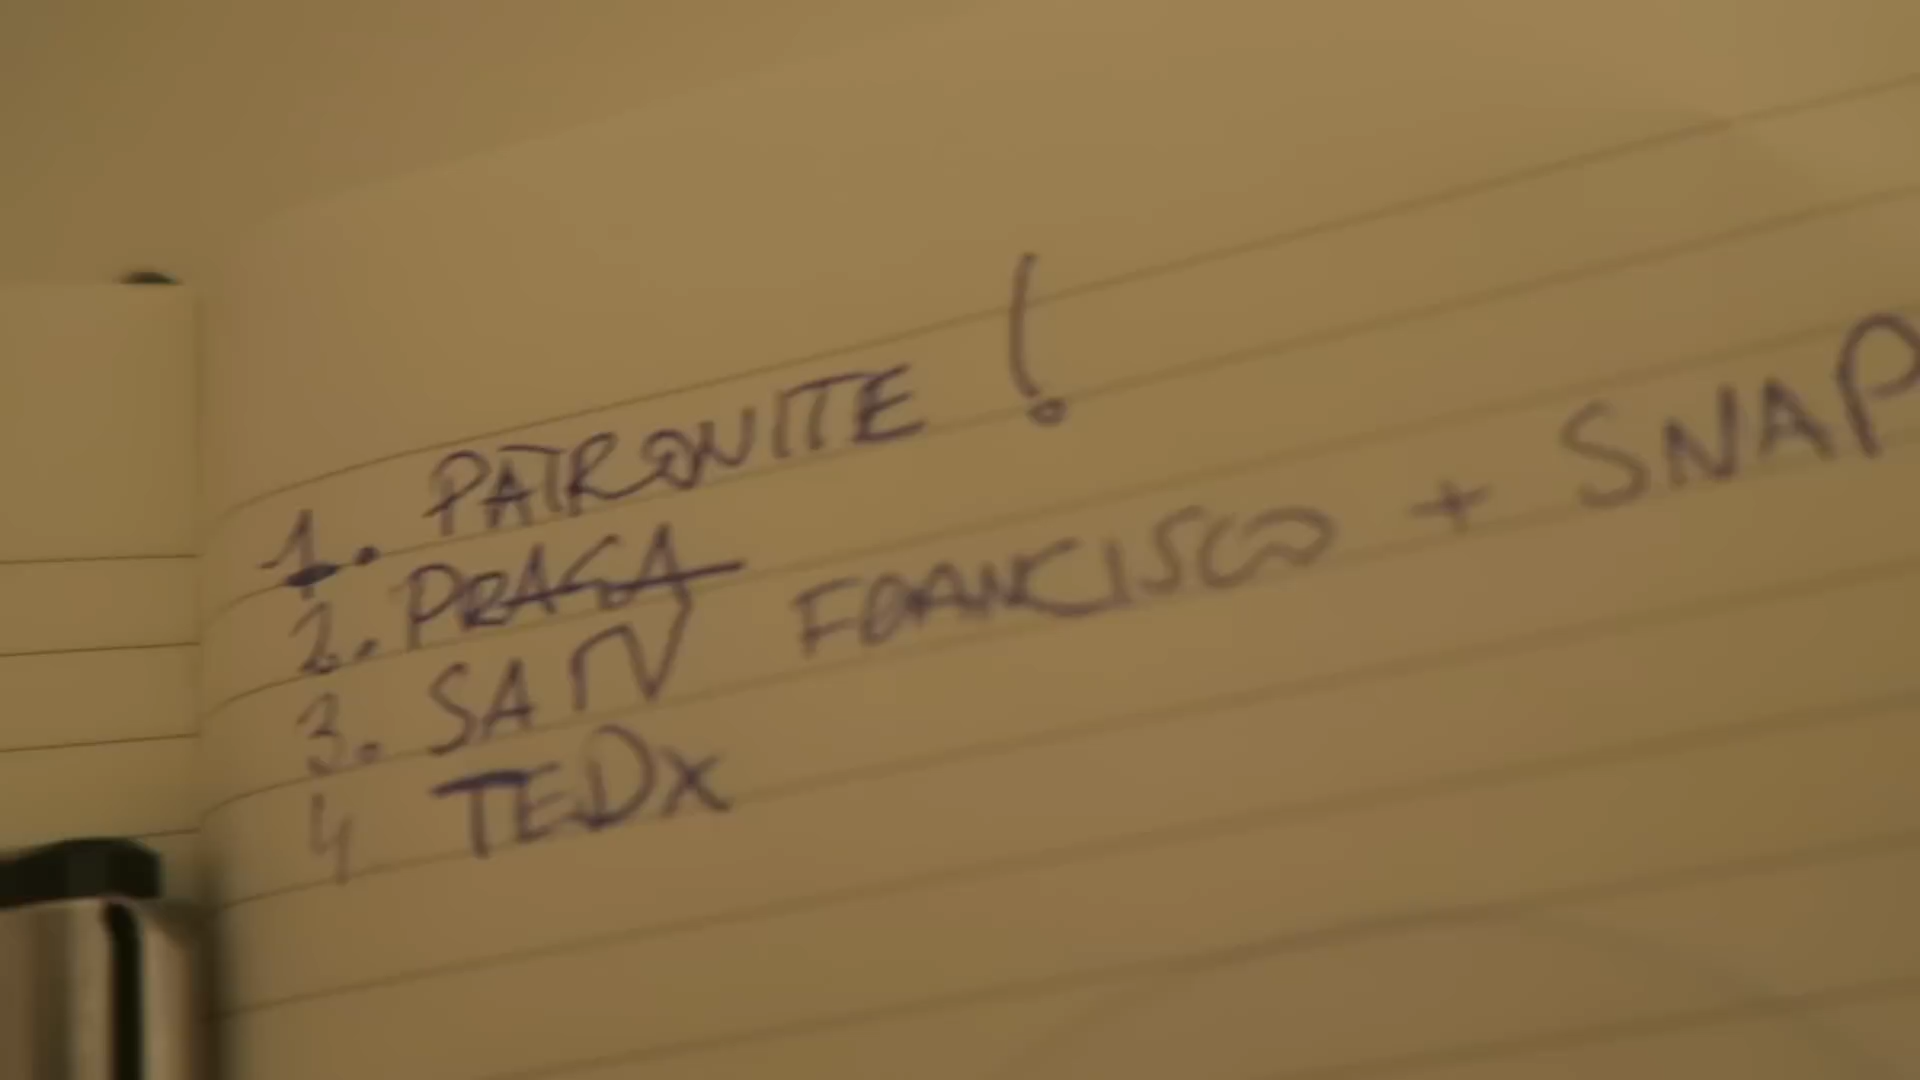 1. PATRONITE!
2. PRAGA
3. SAN FRANCISCO + SNAP
4 TEDx